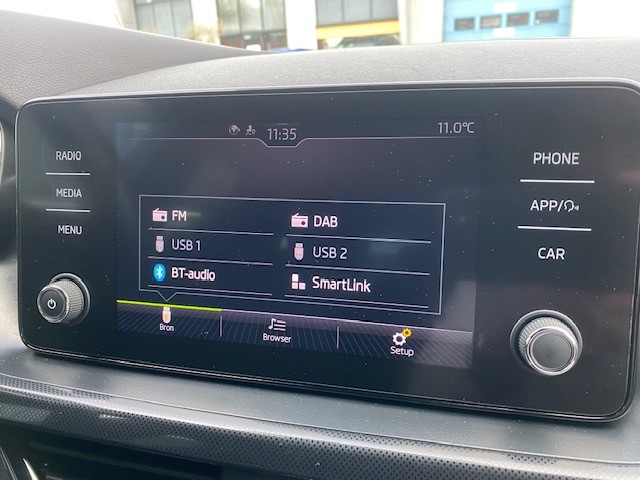 11:35
11.0°C
RADIO
MEDIA
MENU
FM
DAB
USB 1
USB 2
BT-audio
SmartLink
Bron
Browser
Setup
PHONE
APP/
CAR